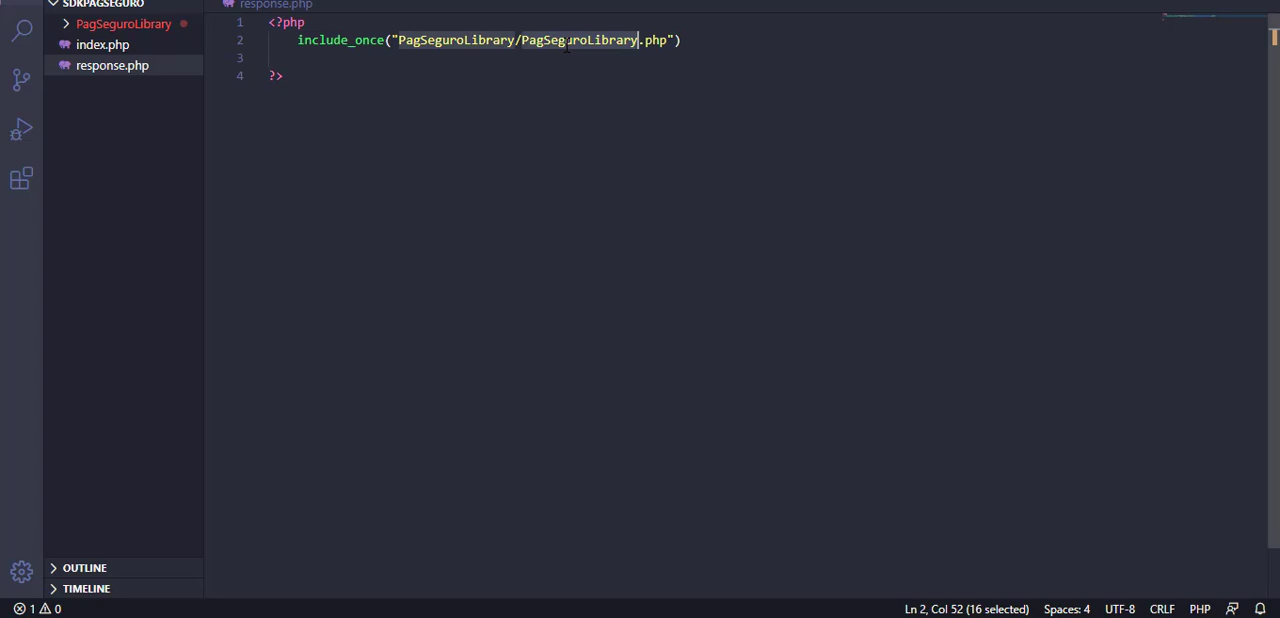 SDKPAGSEGURO
response.php
PagSeguroLibrary
index.php
response.php
1 <?php
2 include_once("PagSeguroLibrary/PagSeguroLibrary.php")
3
4 ?>
OUTLINE
TIMELINE
1 0
Ln 2, Col 52 (16 selected) Spaces: 4 UTF-8 CRLF PHP